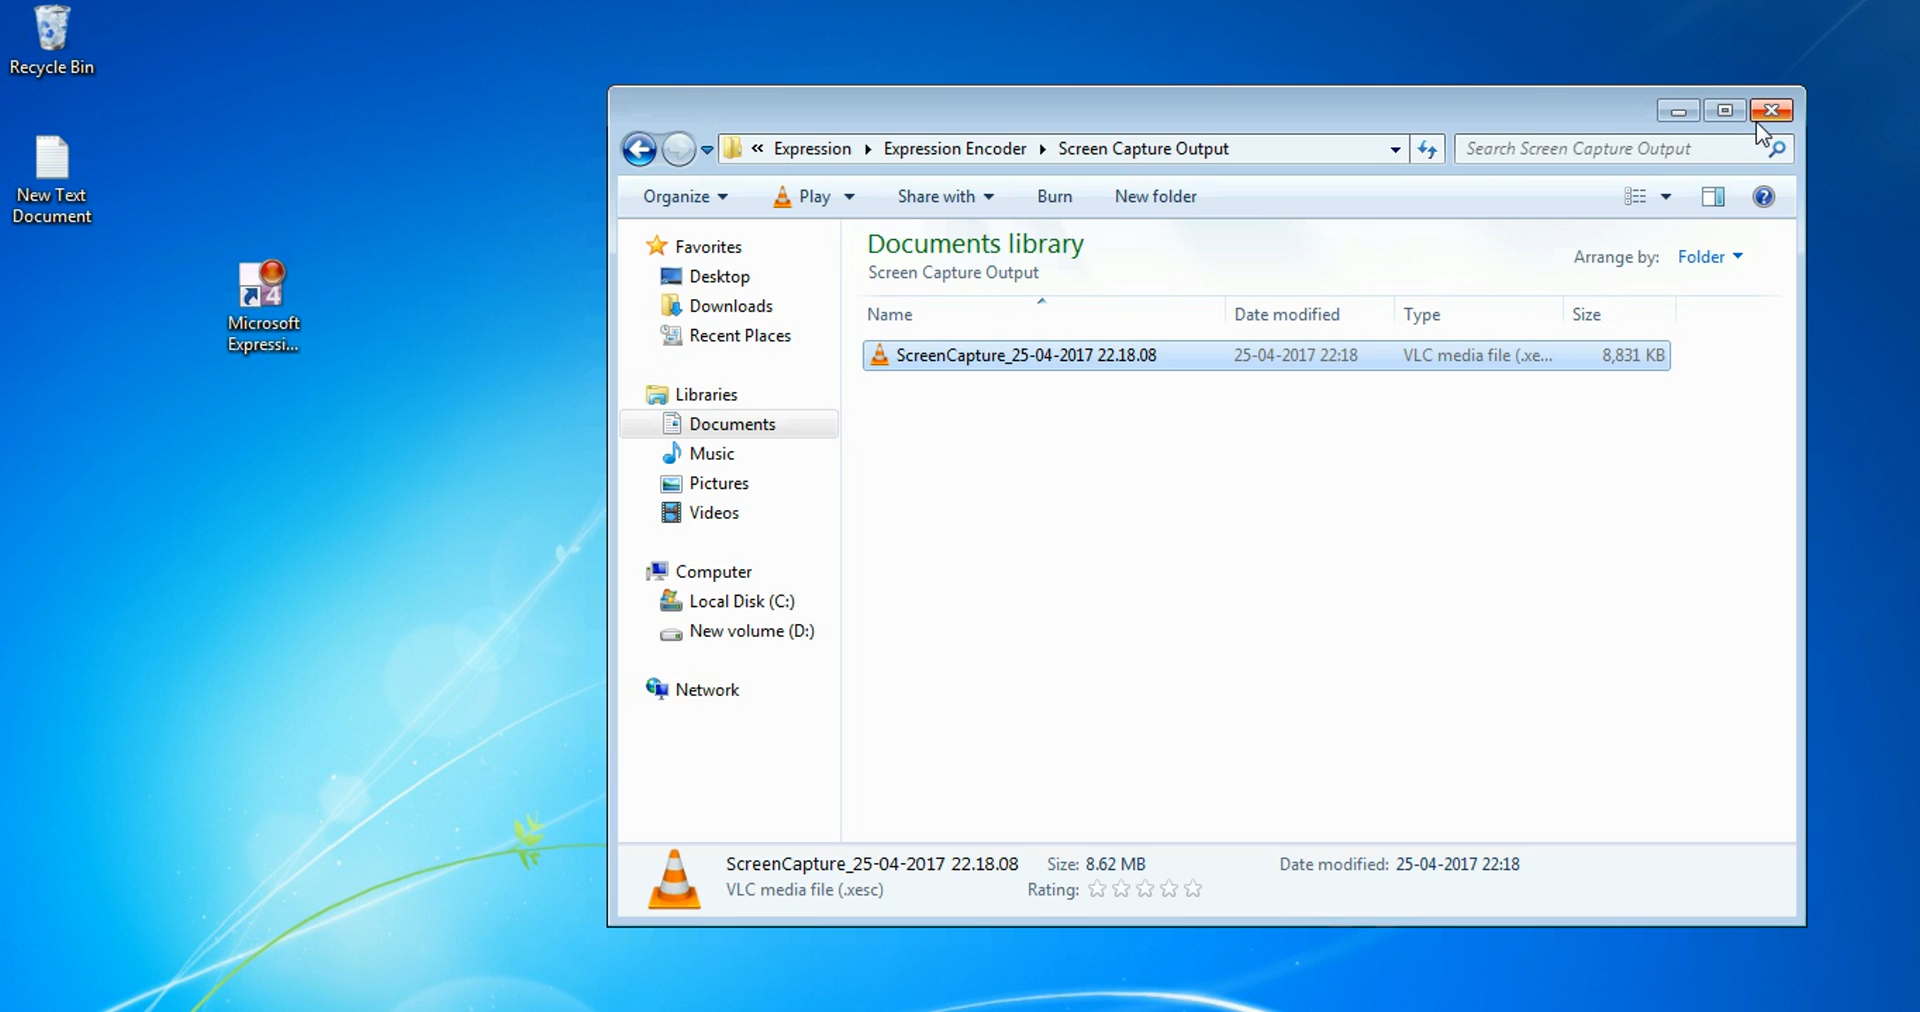 Recycle Bin
New Text
Document
4
Microsoft
Expressi...
« Expression Expression Encoder Screen Capture Output
Search Screen Capture Output
Organize Play Share with Burn New folder
Favorites
Desktop
Downloads
Recent Places
Libraries
Documents
Music
Pictures
Videos
Computer
Local Disk (C:)
New volume (D:)
Network
Documents library
Screen Capture Output
Arrange by: Folder
Name Date modified Type Size
ScreenCapture_25-04-2017 22.18.08 25-04-2017 22:18 VLC media file (.xe... 8,831 KB
ScreenCapture_25-04-2017 22.18.08 Size: 8.62 MB Date modified: 25-04-2017 22:18
VLC media file (.xesc) Rating: